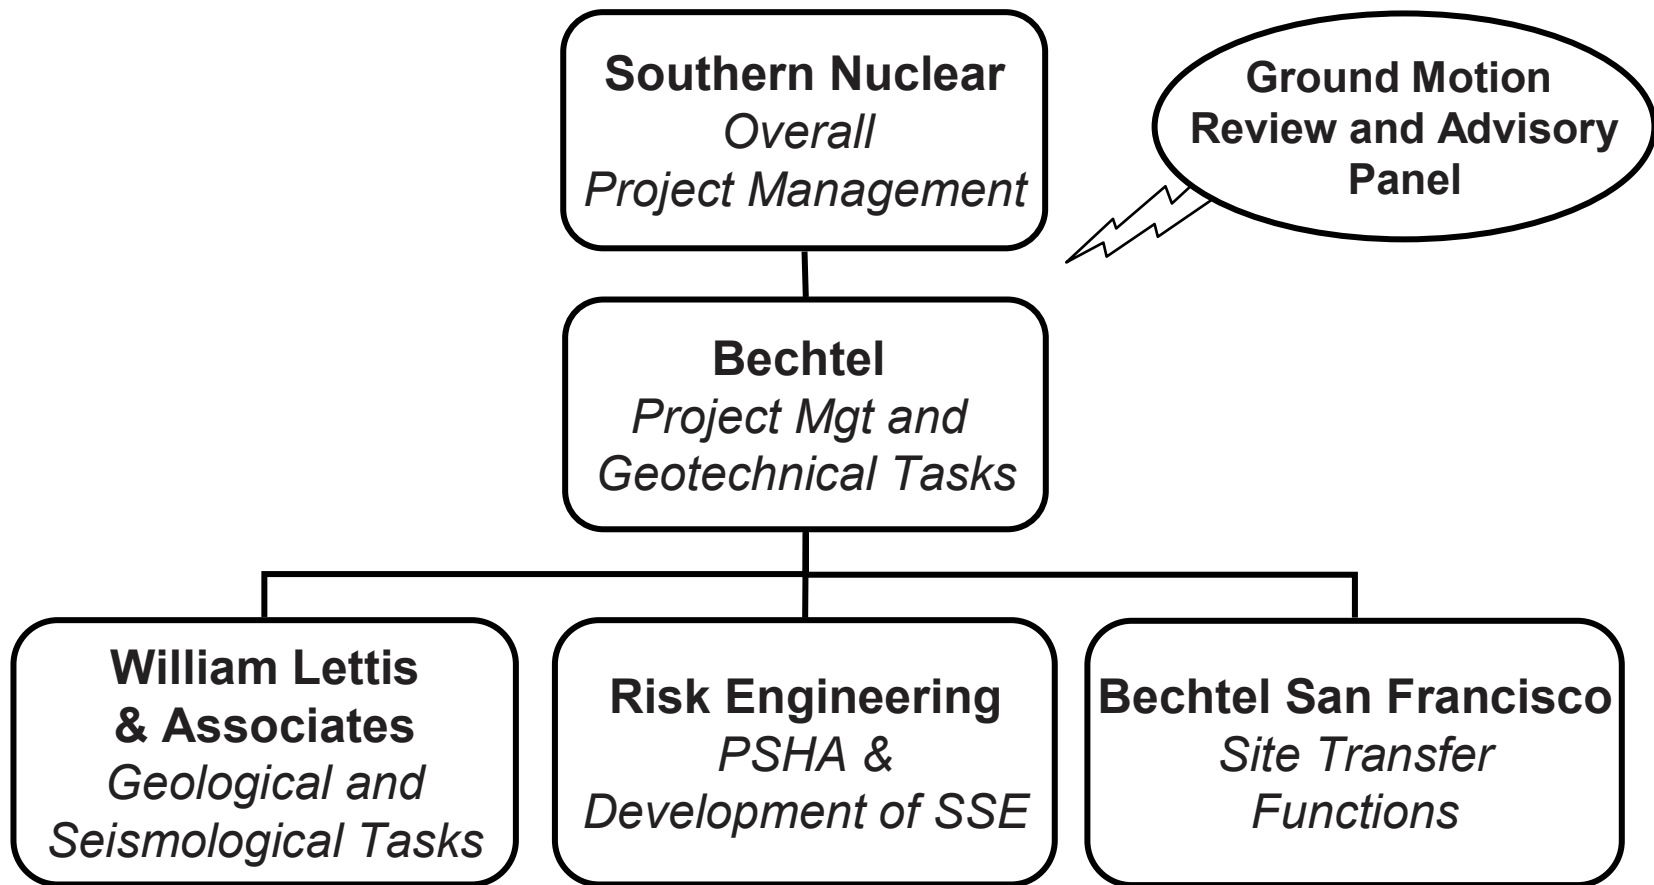 Southern Nuclear
Overall
Project Management
Ground Motion
Review and Advisory
Panel
Bechtel
Project Mgt and
Geotechnical Tasks
William Lettis
& Associates
Geological and
Seismological Tasks
Risk Engineering
PSHA &
Development of SSE
Bechtel San Francisco
Site Transfer
Functions